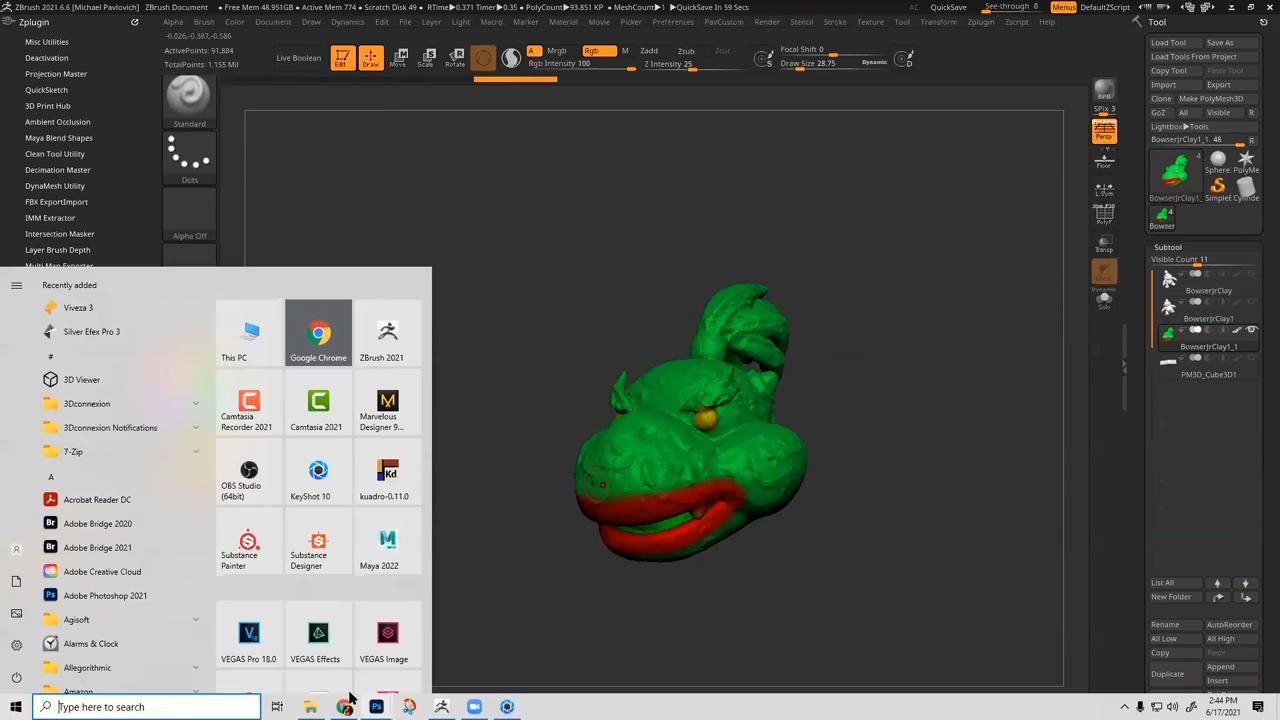 ZBrush 2021.6.6 [Michael Pavlovich]
BowserJrClay1_1
• Free Mem 48.951GB • Active Mem 774 • Scratch Disk 49 • RTime▶0.371 Timer▶0.35 • PolyCount▶93.851 KP • MeshCount▶1 ▶QuickSave In 59 Secs
AC
QuickSave
See-through 0
Menus
DefaultZScript
Zplugin
Alpha Brush Color Document Draw Dynamics Edit File Layer Light Macro Marker Material Movie Picker Preferences PavCustom Render Stencil Stroke Texture Tool Transform Zplugin Zscript Help
Tool
-0.026,-0.387,-0.586
ActivePoints: 91,884
TotalPoints: 1.155 Mil
Live Boolean
Edit
Draw
Move
Scale
Rotate
A
Mrgb
Rgb
M
Zadd
Zsub
Zcut
Rgb Intensity 100
Z Intensity 25
Focal Shift 0
Draw Size 28.75
Dynamic
S
D
Misc Utilities
Deactivation
Projection Master
QuickSketch
3D Print Hub
Ambient Occlusion
Maya Blend Shapes
Clean Tool Utility
Decimation Master
DynaMesh Utility
FBX ExportImport
IMM Extractor
Intersection Masker
Layer Brush Depth
Multi Map Exporter
Standard
Dots
Alpha Off
BPR
SPix 3
Dynamic
Persp
Floor
L.Sym
PolyF
Transp
Dynamic
Solo
Load Tool
Save As
Load Tools From Project
Copy Tool
Paste Tool
Import
Export
Clone
Make PolyMesh3D
GoZ
All
Visible
R
Lightbox▶Tools
BowserJrClay1_1. 48
R
4
BowserJrClay1_
Sphere:
PolyMe
SimpleB
Cylinde
4
Bowser
Subtool
Visible Count 11
BowserJrClay
BowserJrClay1
BowserJrClay1_1
PM3D_Cube3D1
List All
New Folder
Rename
AutoReorder
All Low
All High
Copy
Paste
Duplicate
Append
Insert
Recently added
Viveza 3
Silver Efex Pro 3
#
3D Viewer
3Dconnexion
3Dconnexion Notifications
7-Zip
A
Acrobat Reader DC
Adobe Bridge 2020
Adobe Bridge 2021
Adobe Creative Cloud
Adobe Photoshop 2021
Agisoft
Alarms & Clock
Allegorithmic
Amazon
This PC
Google Chrome
ZBrush 2021
Camtasia Recorder 2021
Camtasia 2021
Marvelous Designer 9...
OBS Studio (64bit)
KeyShot 10
kuadro-0.11.0
Substance Painter
Substance Designer
Maya 2022
VEGAS Pro 18.0
VEGAS Effects
VEGAS Image
Type here to search
2:44 PM
6/17/2021